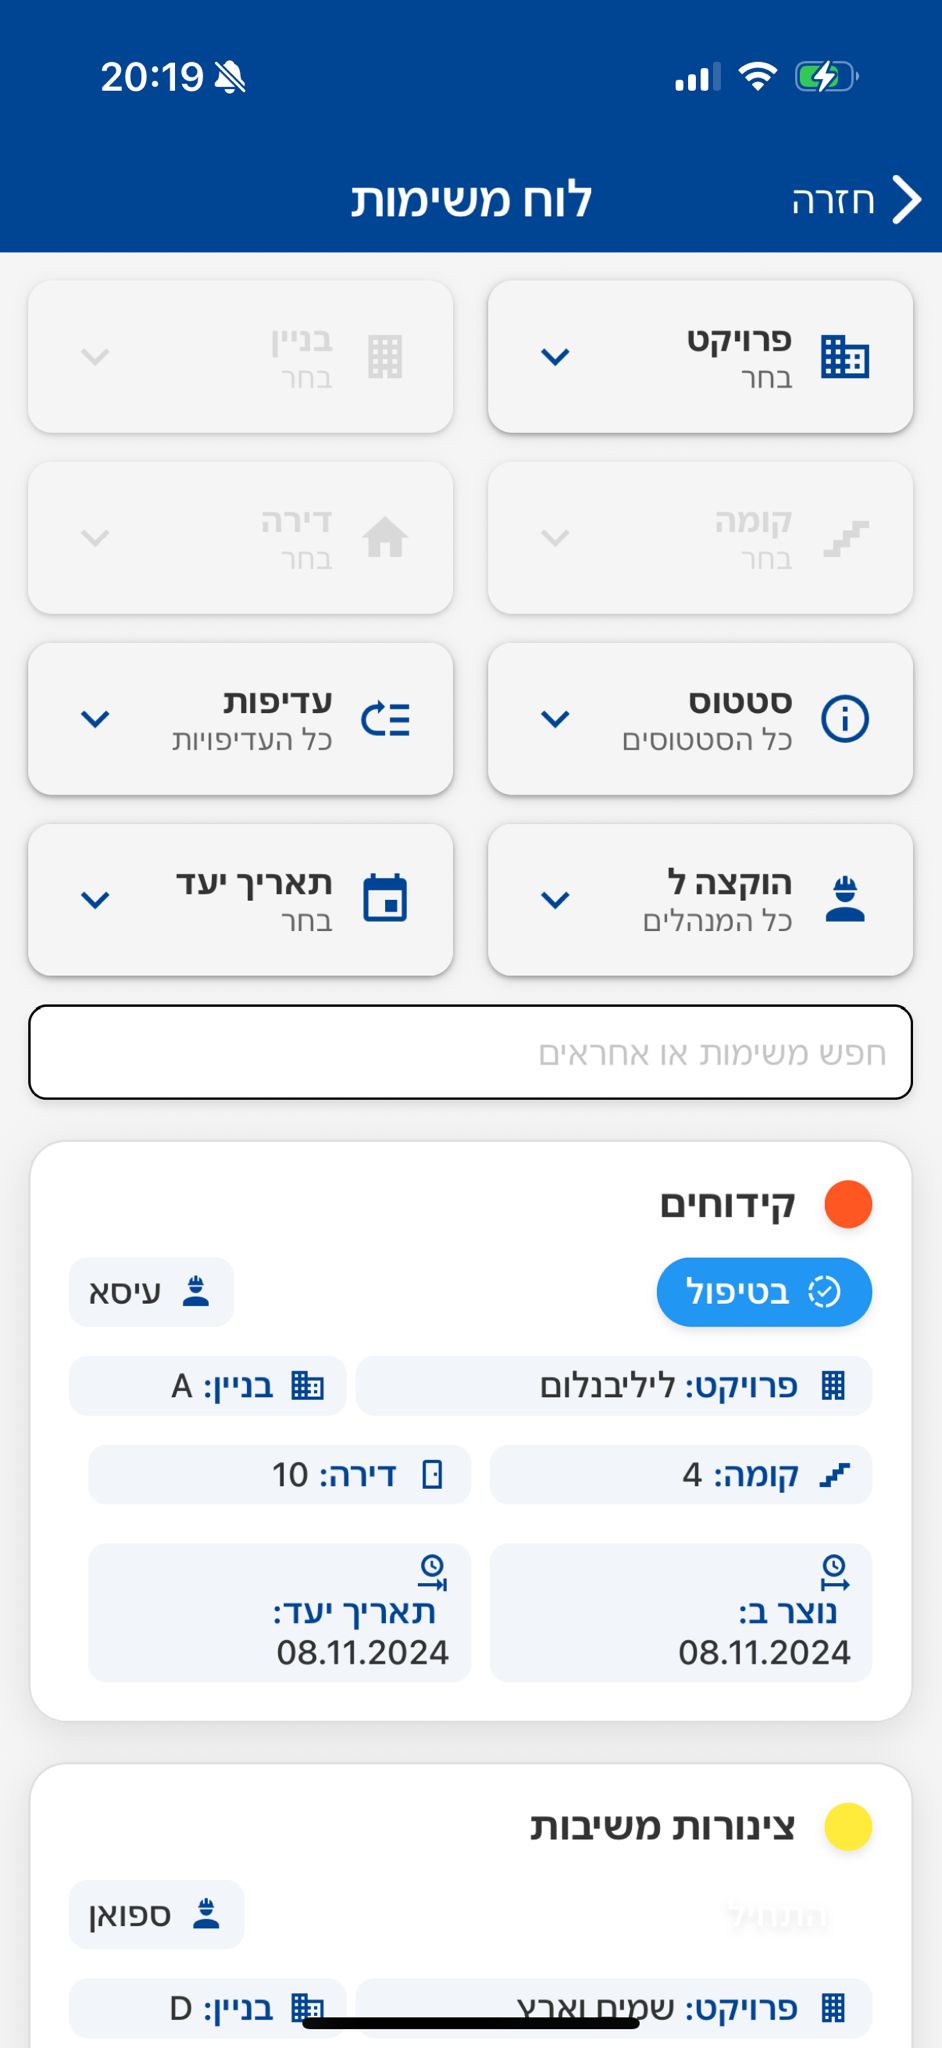 20:19
חזרה
לוח משימות
פרויקט
בחר
בניין
בחר
קומה
בחר
דירה
בחר
סטטוס
כל הסטטוסים
עדיפות
כל העדיפויות
הוקצה ל
כל המנהלים
תאריך יעד
בחר
חפש משימות או אחראים
קידוחים
בטיפול
עיסא
פרויקט: ליליבנלום
בניין: A
קומה: 4
דירה: 10
נוצר ב:
08.11.2024
תאריך יעד:
08.11.2024
צינורות משיבות
התחיל
ספואן
פרויקט: שמים וארץ
בניין: D